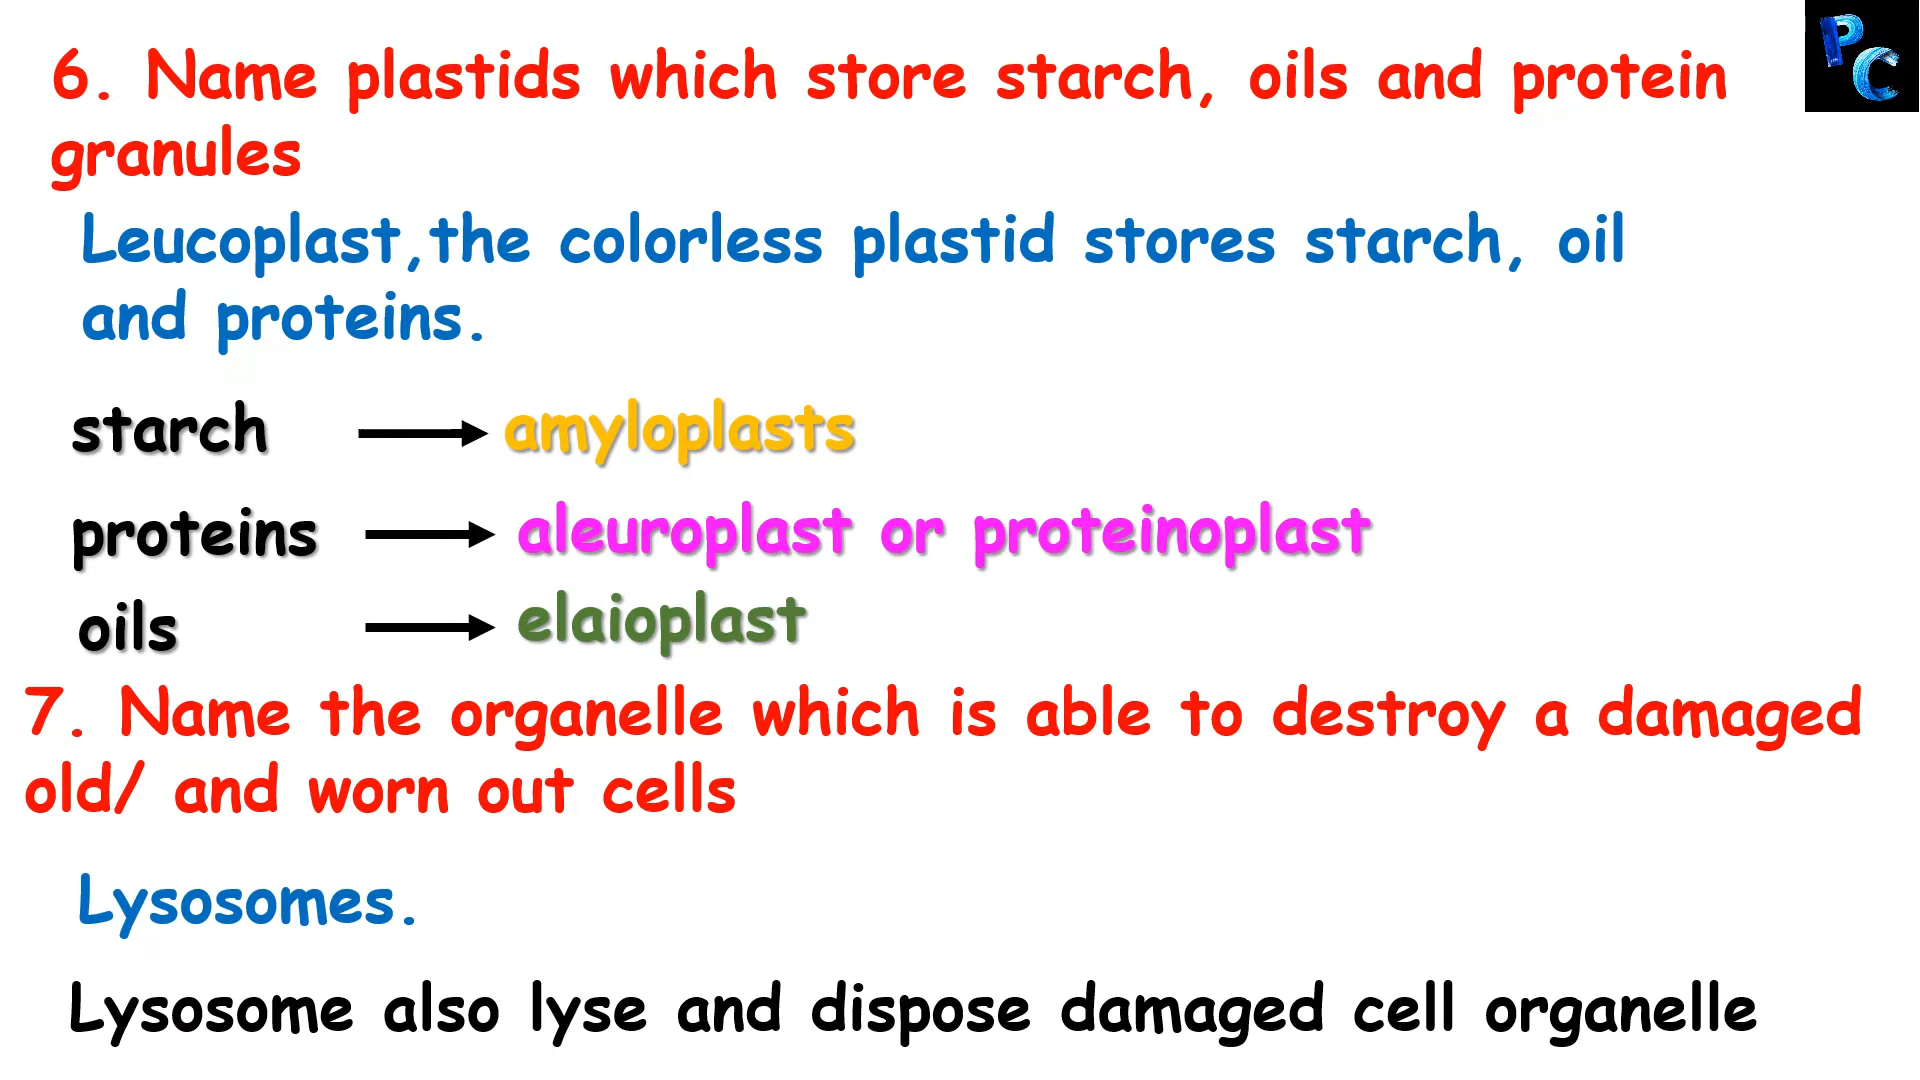 PC
6. Name plastids which store starch, oils and protein
granules
Leucoplast,the colorless plastid stores starch, oil
and proteins.
starch → amyloplasts
proteins → aleuroplast or proteinoplast
oils → elaioplast
7. Name the organelle which is able to destroy a damaged
old/ and worn out cells
Lysosomes.
Lysosome also lyse and dispose damaged cell organelle